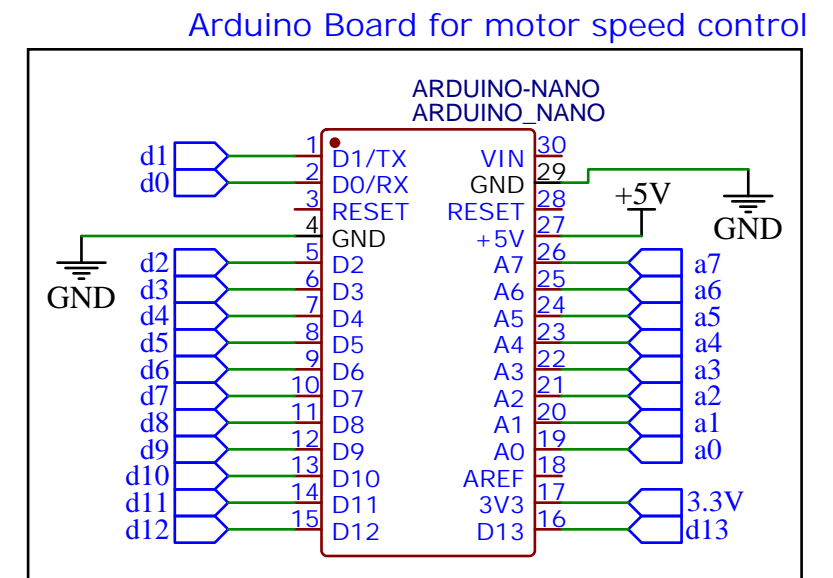 Arduino Board for motor speed control
ARDUINO-NANO
ARDUINO_NANO
d1 1 D1/TX VIN 30
d0 2 D0/RX GND 29 GND
3 RESET RESET 28
GND 4 GND +5V 27 +5V
d2 5 D2 A7 26 a7
d3 6 D3 A6 25 a6
d4 7 D4 A5 24 a5
d5 8 D5 A4 23 a4
d6 9 D6 A3 22 a3
d7 10 D7 A2 21 a2
d8 11 D8 A1 20 a1
d9 12 D9 A0 19 a0
d10 13 D10 AREF 18
d11 14 D11 3V3 17 3.3V
d12 15 D12 D13 16 d13